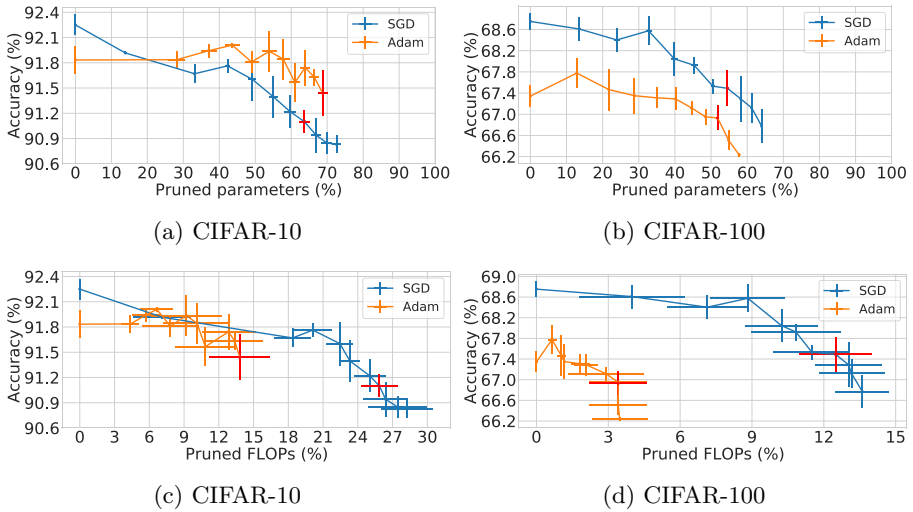 92.4
92.1
91.8
91.5
91.2
90.9
90.6
Accuracy (%)
0 10 20 30 40 50 60 70 80 90 100
Pruned parameters (%)
SGD
Adam
(a) CIFAR-10
68.6
68.0
67.8
67.4
67.0
66.6
66.2
Accuracy (%)
0 10 20 30 40 50 60 70 80 90 100
Pruned parameters (%)
SGD
Adam
(b) CIFAR-100
92.4
92.1
91.8
91.5
91.2
90.9
90.6
Accuracy (%)
0 3 6 9 12 15 18 21 24 27 30
Pruned FLOPs (%)
SGD
Adam
(c) CIFAR-10
69.0
68.6
68.2
67.8
67.4
67.0
66.6
66.2
Accuracy (%)
0 3 6 9 12 15
Pruned FLOPs (%)
SGD
Adam
(d) CIFAR-100